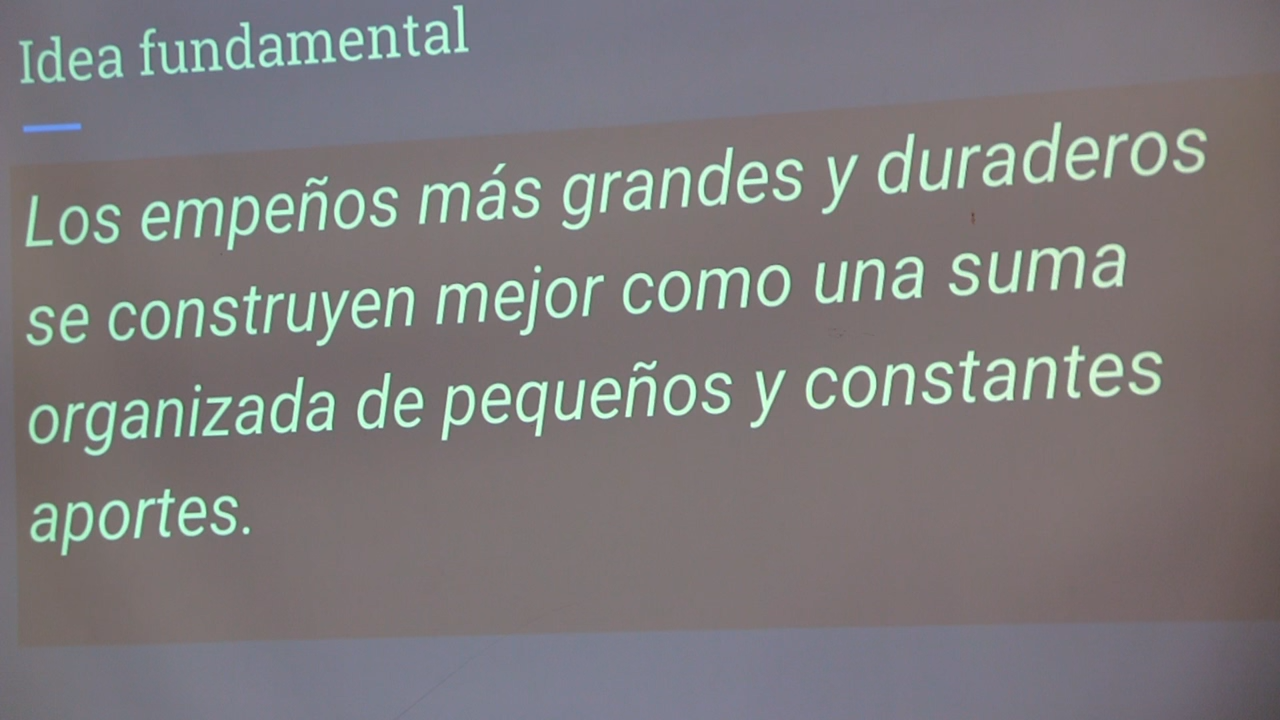 Idea fundamental
Los empeños más grandes y duraderos
se construyen mejor como una suma
organizada de pequeños y constantes
aportes.